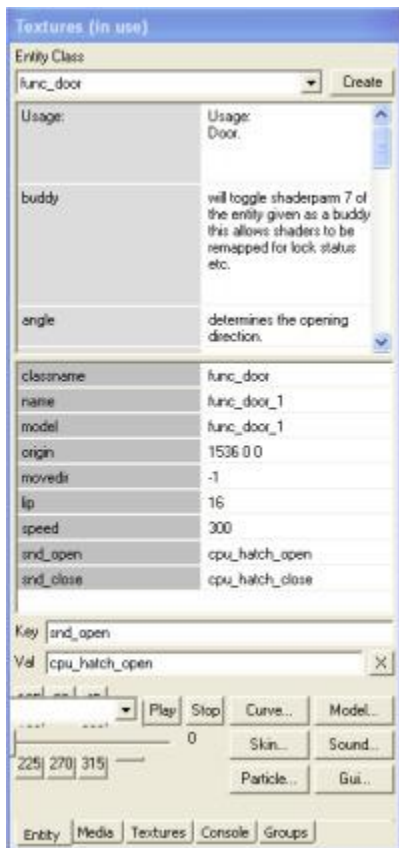 Textures (in use)
Entity Class
func_door Create
Usage: Usage:
Door.
buddy will toggle shaderparm 7 of
the entity given as a buddy
this allows shaders to be
remapped for lock status
etc.
angle determines the opening
direction.
classname func_door
name func_door_1
model func_door_1
origin 1536 0 0
movedir -1
lip 16
speed 300
snd_open cpu_hatch_open
snd_close cpu_hatch_close
Key snd_open
Val cpu_hatch_open X
Play Stop Curve... Model...
0 Skin... Sound...
225 270 315 Particle... Gui...
Entity Media Textures Console Groups